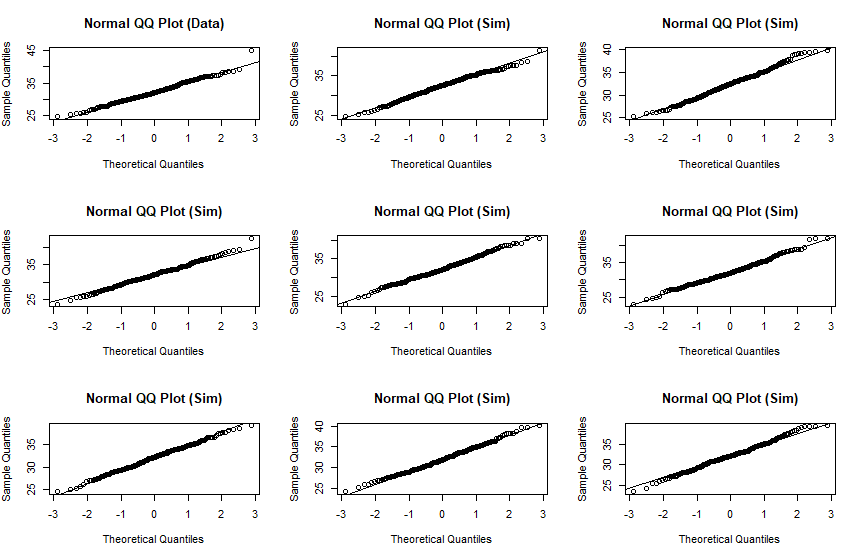 Normal QQ Plot (Data)
Sample Quantiles
45
35
25
-3 -2 -1 0 1 2 3
Theoretical Quantiles
Normal QQ Plot (Sim)
Sample Quantiles
35
25
-3 -2 -1 0 1 2 3
Theoretical Quantiles
Normal QQ Plot (Sim)
Sample Quantiles
40
35
30
25
-3 -2 -1 0 1 2 3
Theoretical Quantiles
Normal QQ Plot (Sim)
Sample Quantiles
35
25
-3 -2 -1 0 1 2 3
Theoretical Quantiles
Normal QQ Plot (Sim)
Sample Quantiles
35
25
-3 -2 -1 0 1 2 3
Theoretical Quantiles
Normal QQ Plot (Sim)
Sample Quantiles
35
25
-3 -2 -1 0 1 2 3
Theoretical Quantiles
Normal QQ Plot (Sim)
Sample Quantiles
35
30
25
-3 -2 -1 0 1 2 3
Theoretical Quantiles
Normal QQ Plot (Sim)
Sample Quantiles
40
35
30
25
-3 -2 -1 0 1 2 3
Theoretical Quantiles
Normal QQ Plot (Sim)
Sample Quantiles
35
30
25
-3 -2 -1 0 1 2 3
Theoretical Quantiles